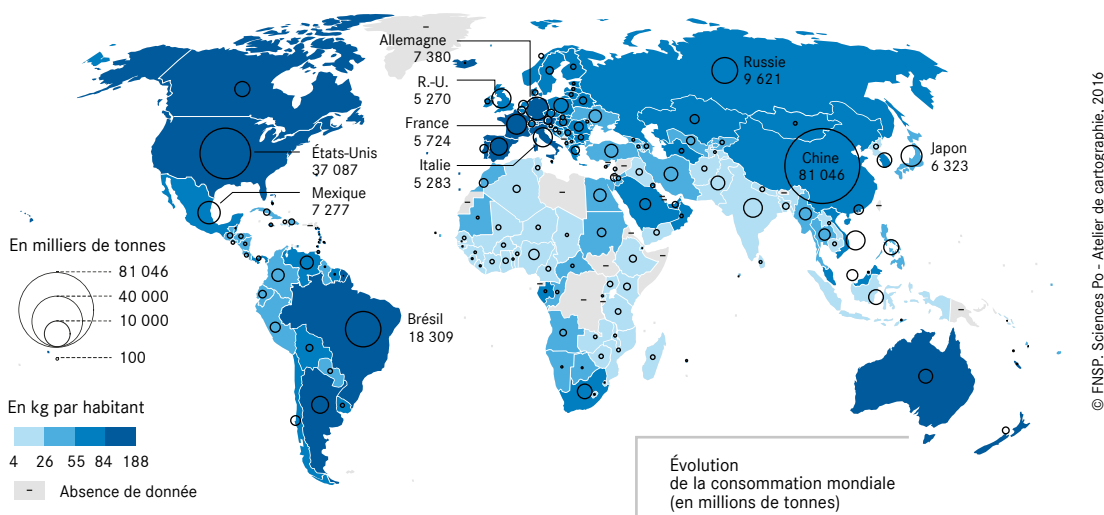 Allemagne
7 380
R.-U.
5 270
France
5 724
Italie
5 283
États-Unis
37 087
Mexique
7 277
Brésil
18 309
Russie
9 621
Chine
81 046
Japon
6 323
En milliers de tonnes
81 046
40 000
10 000
100
En kg par habitant
4 26 55 84 188
– Absence de donnée
Évolution
de la consommation mondiale
(en millions de tonnes)
© FNSP. Sciences Po - Atelier de cartographie, 2016